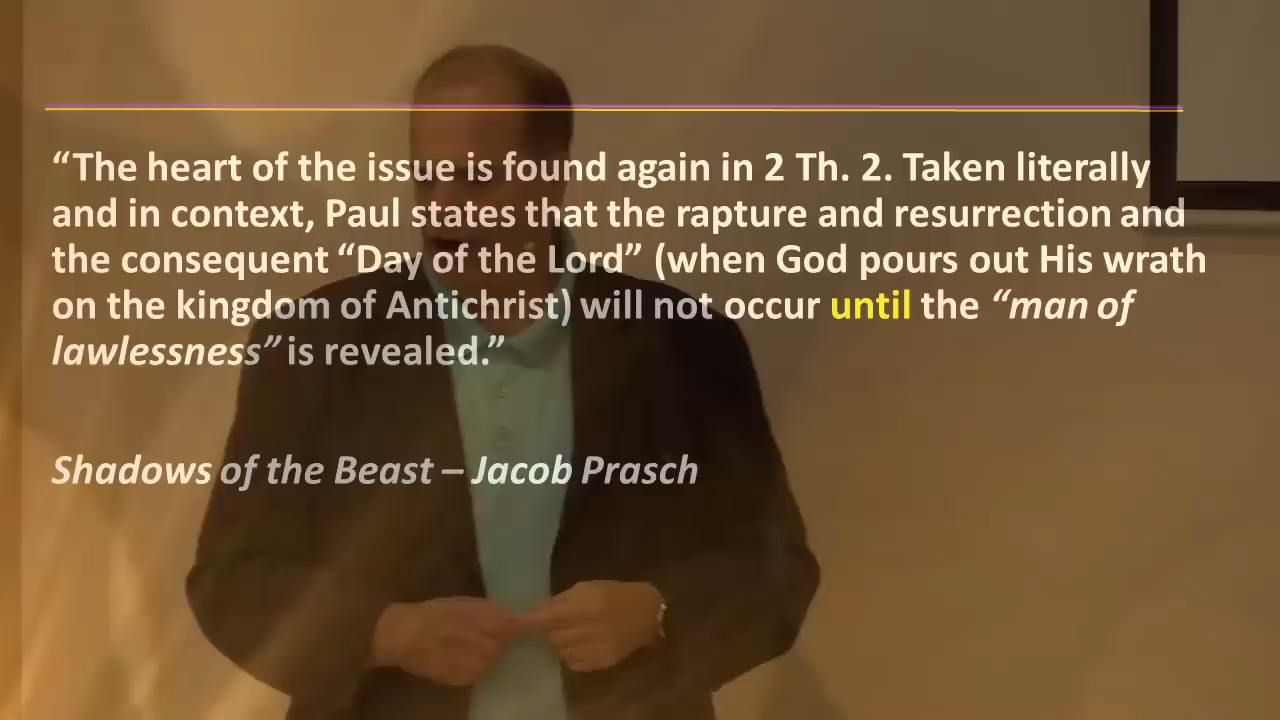 “The heart of the issue is found again in 2 Th. 2. Taken literally
and in context, Paul states that the rapture and resurrection and
the consequent “Day of the Lord” (when God pours out His wrath
on the kingdom of Antichrist) will not occur until the “man of
lawlessness” is revealed.”
Shadows of the Beast – Jacob Prasch